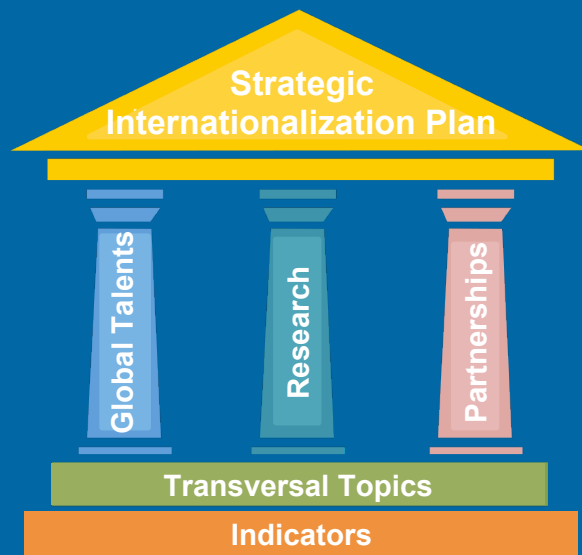 Strategic
Internationalization Plan
Global Talents
Research
Partnerships
Transversal Topics
Indicators